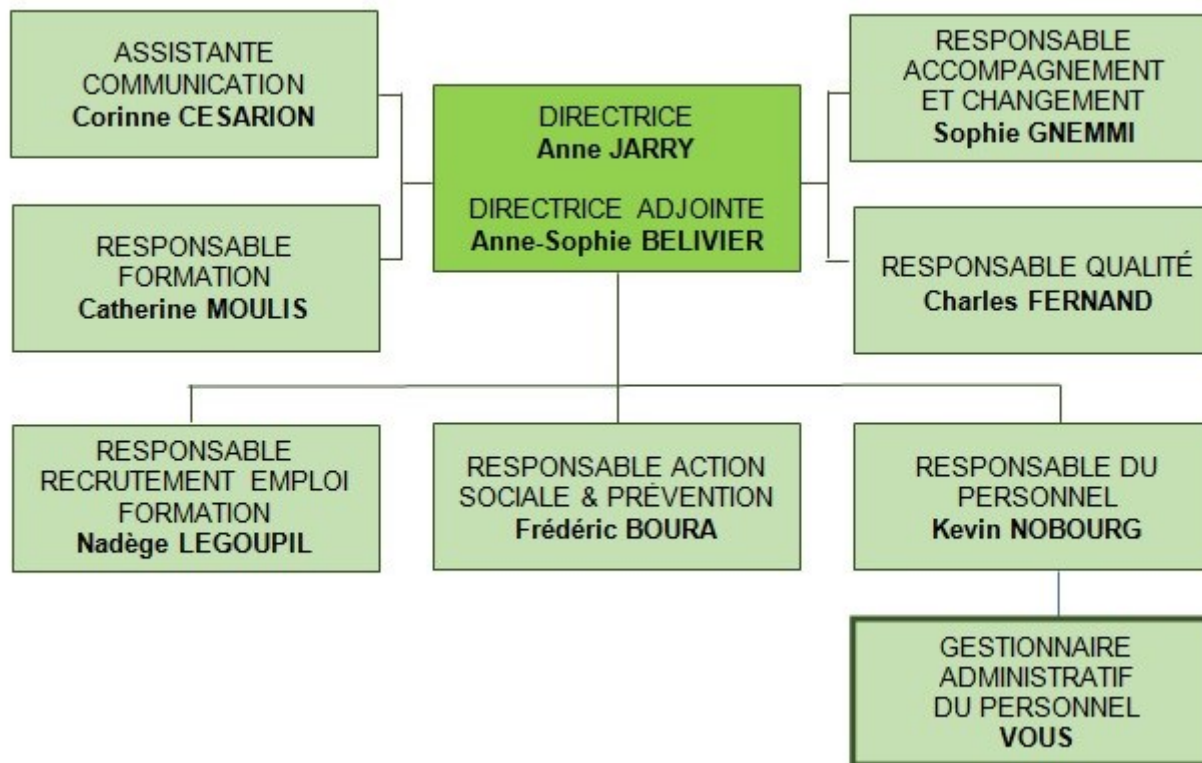 ASSISTANTE
COMMUNICATION
Corinne CESARION
DIRECTRICE
Anne JARRY
DIRECTRICE ADJOINTE
Anne-Sophie BELIVIER
RESPONSABLE
ACCOMPAGNEMENT
ET CHANGEMENT
Sophie GNEMMI
RESPONSABLE
FORMATION
Catherine MOULIS
RESPONSABLE QUALITÉ
Charles FERNAND
RESPONSABLE
RECRUTEMENT EMPLOI
FORMATION
Nadège LEGOUPIL
RESPONSABLE ACTION
SOCIALE & PRÉVENTION
Frédéric BOURA
RESPONSABLE DU
PERSONNEL
Kevin NOBOURG
GESTIONNAIRE
ADMINISTRATIF
DU PERSONNEL
VOUS